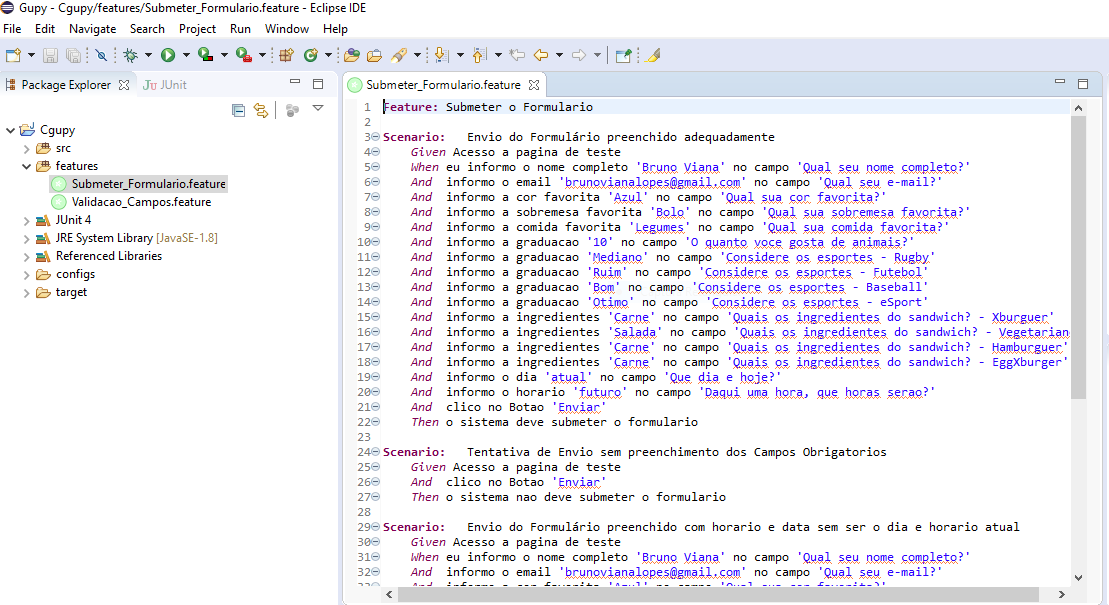 Gupy - Cgupy/features/Submeter_Formulario.feature - Eclipse IDE
File Edit Navigate Search Project Run Window Help
Package Explorer JUnit
Cgupy
src
features
Submeter_Formulario.feature
Validacao_Campos.feature
JUnit 4
JRE System Library [JavaSE-1.8]
Referenced Libraries
configs
target
Submeter_Formulario.feature
1 Feature: Submeter o Formulario
2
3 Scenario: Envio do Formulário preenchido adequadamente
4 Given Acesso a pagina de teste
5 When eu informo o nome completo 'Bruno Viana' no campo 'Qual seu nome completo?'
6 And informo o email 'brunovianalopes@gmail.com' no campo 'Qual seu e-mail?'
7 And informo a cor favorita 'Azul' no campo 'Qual sua cor favorita?'
8 And informo a sobremesa favorita 'Bolo' no campo 'Qual sua sobremesa favorita?'
9 And informo a comida favorita 'Legumes' no campo 'Qual sua comida favorita?'
10 And informo a graduacao '10' no campo 'O quanto voce gosta de animais?'
11 And informo a graduacao 'Mediano' no campo 'Considere os esportes - Rugby'
12 And informo a graduacao 'Ruim' no campo 'Considere os esportes - Futebol'
13 And informo a graduacao 'Bom' no campo 'Considere os esportes - Baseball'
14 And informo a graduacao 'Otimo' no campo 'Considere os esportes - eSport'
15 And informo a ingredientes 'Carne' no campo 'Quais os ingredientes do sandwich? - Xburguer'
16 And informo a ingredientes 'Salada' no campo 'Quais os ingredientes do sandwich? - Vegetarian
17 And informo a ingredientes 'Carne' no campo 'Quais os ingredientes do sandwich? - Hamburguer'
18 And informo a ingredientes 'Carne' no campo 'Quais os ingredientes do sandwich? - EggXburger'
19 And informo o dia 'atual' no campo 'Que dia e hoje?'
20 And informo o horario 'futuro' no campo 'Daqui uma hora, que horas serao?'
21 And clico no Botao 'Enviar'
22 Then o sistema deve submeter o formulario
23
24 Scenario: Tentativa de Envio sem preenchimento dos Campos Obrigatorios
25 Given Acesso a pagina de teste
26 And clico no Botao 'Enviar'
27 Then o sistema nao deve submeter o formulario
28
29 Scenario: Envio do Formulário preenchido com horario e data sem ser o dia e horario atual
30 Given Acesso a pagina de teste
31 When eu informo o nome completo 'Bruno Viana' no campo 'Qual seu nome completo?'
32 And informo o email 'brunovianalopes@gmail.com' no campo 'Qual seu e-mail?'